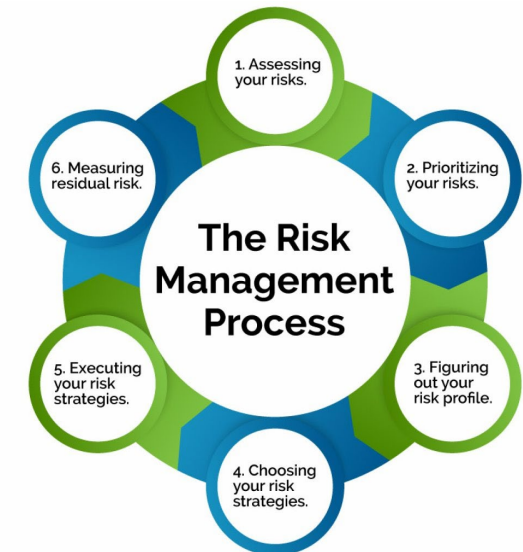 1. Assessing
your risks.
2. Prioritizing
your risks.
3. Figuring
out your
risk profile.
4. Choosing
your risk
strategies.
5. Executing
your risk
strategies.
6. Measuring
residual risk.
The Risk
Management
Process